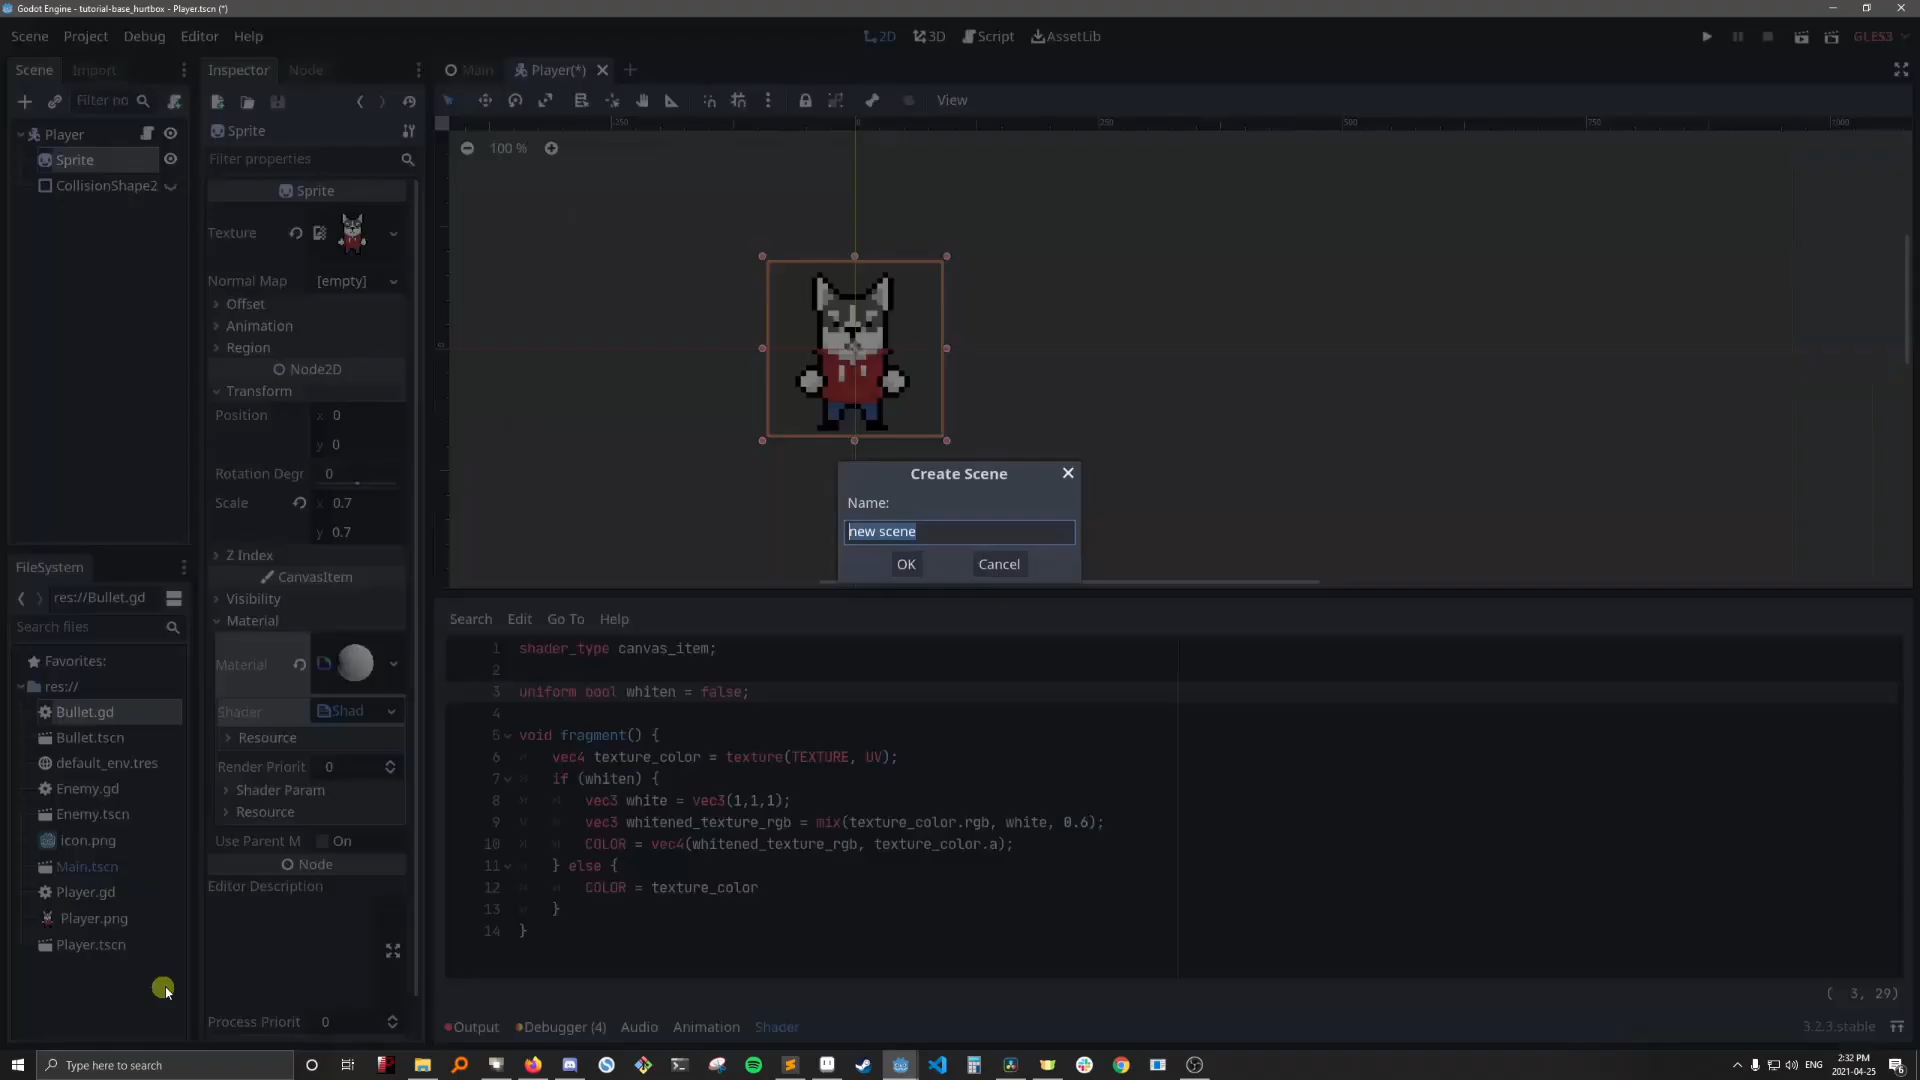 Godot Engine - tutorial-base_hurtbox - Player.tscn (*)
Scene Project Debug Editor Help
2D 3D Script AssetLib
GLES3
Scene Import
Inspector Node
Main Player(*)
Filter no
View
Player
Sprite
CollisionShape2
Sprite
Filter properties
Sprite
Texture
Normal Map [empty]
Offset
Animation
Region
Node2D
Transform
Position x 0
y 0
Rotation Degr 0
Scale x 0.7
y 0.7
Z Index
CanvasItem
Visibility
Material
Material
Shader Shad
Resource
Render Priorit 0
Shader Param
Resource
Use Parent M On
Node
Editor Description
Process Priorit 0
FileSystem
res://Bullet.gd
Search files
Favorites:
res://
Bullet.gd
Bullet.tscn
default_env.tres
Enemy.gd
Enemy.tscn
icon.png
Main.tscn
Player.gd
Player.png
Player.tscn
-250 0 250 500 750 1000
100 %
Create Scene
Name:
new scene
OK Cancel
Search Edit Go To Help
1 shader_type canvas_item;
2
3 uniform bool whiten = false;
4
5 void fragment() {
6 vec4 texture_color = texture(TEXTURE, UV);
7 if (whiten) {
8 vec3 white = vec3(1,1,1);
9 vec3 whitened_texture_rgb = mix(texture_color.rgb, white, 0.6);
10 COLOR = vec4(whitened_texture_rgb, texture_color.a);
11 } else {
12 COLOR = texture_color
13 }
14 }
( 3, 29)
Output Debugger (4) Audio Animation Shader
3.2.3.stable
Type here to search
ENG
2:32 PM
2021-04-25